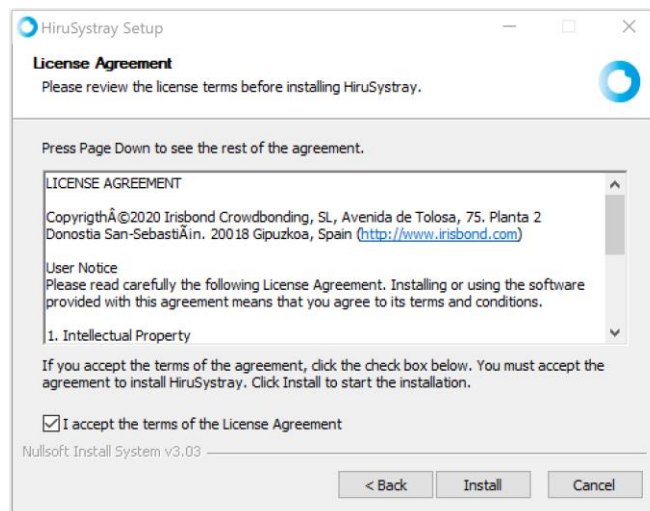 HiruSystray Setup
License Agreement
Please review the license terms before installing HiruSystray.
Press Page Down to see the rest of the agreement.
LICENSE AGREEMENT
CopyrigthÂ©2020 Irisbond Crowdbonding, SL, Avenida de Tolosa, 75. Planta 2
Donostia San-SebastiÃin. 20018 Gipuzkoa, Spain (http://www.irisbond.com)
User Notice
Please read carefully the following License Agreement. Installing or using the software
provided with this agreement means that you agree to its terms and conditions.
1. Intellectual Property
If you accept the terms of the agreement, click the check box below. You must accept the
agreement to install HiruSystray. Click Install to start the installation.
I accept the terms of the License Agreement
Nullsoft Install System v3.03
< Back Install Cancel